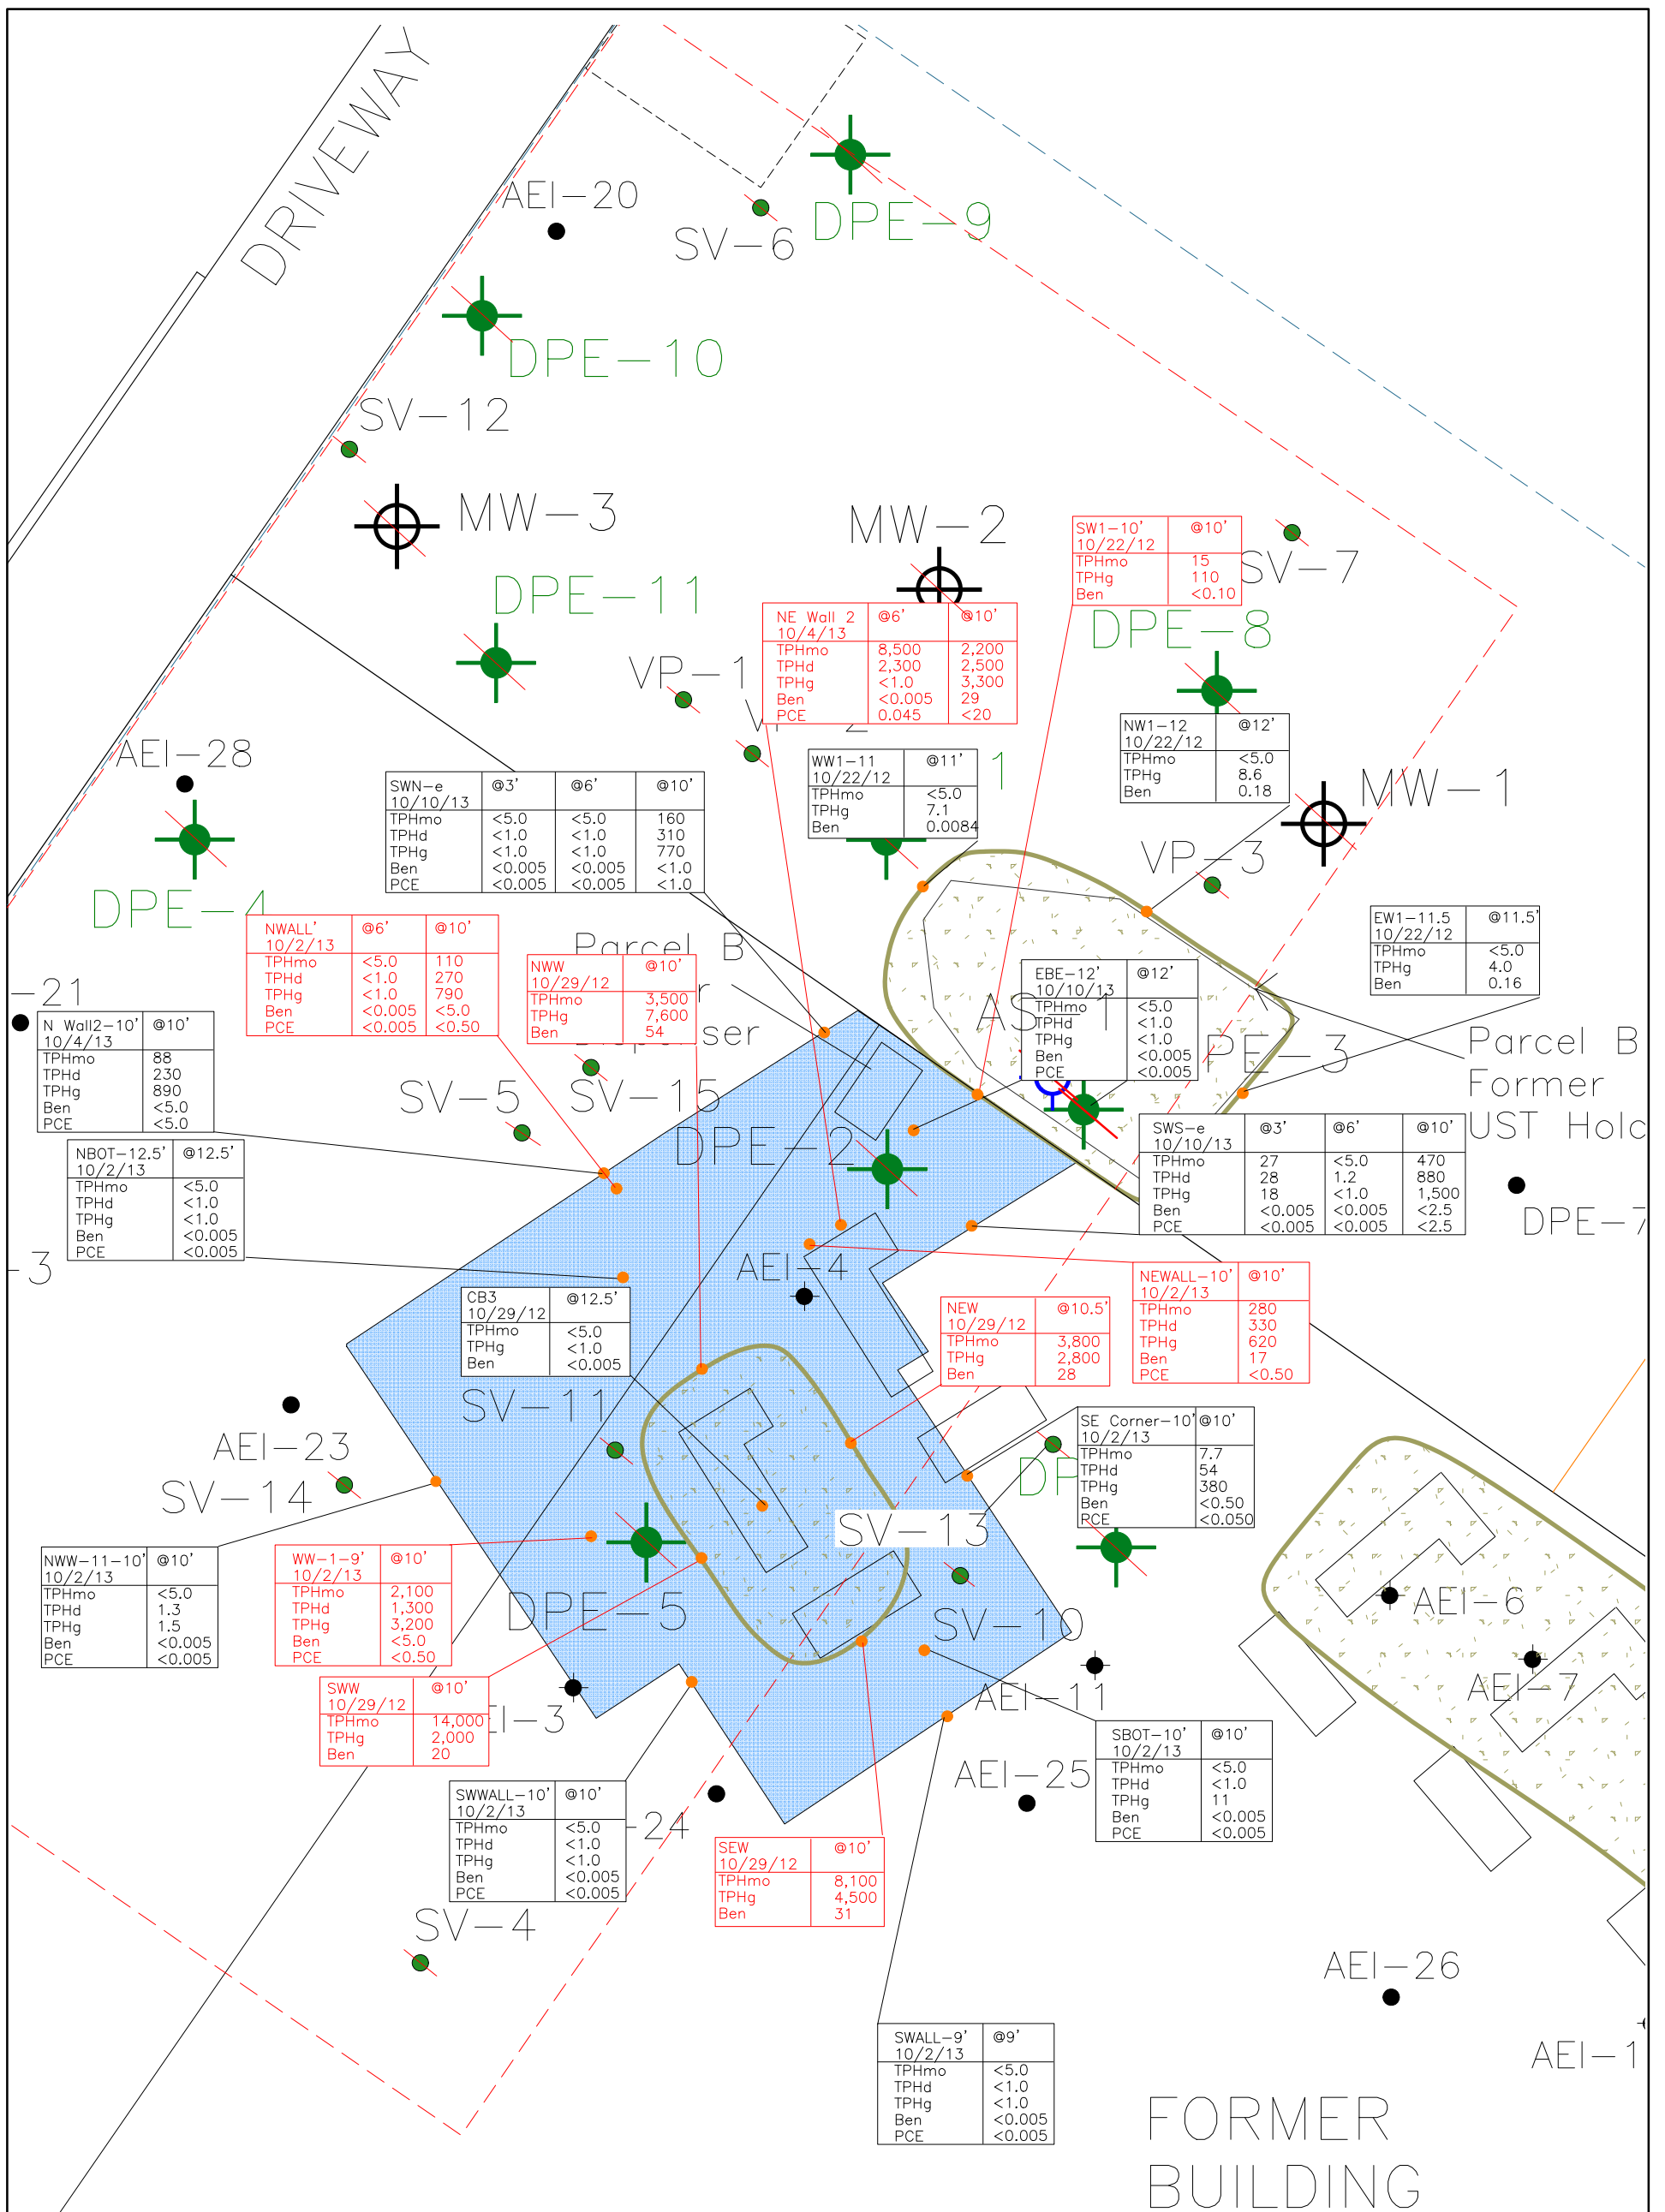 DRIVEWAY
AEI-20
SV-6
DPE-9
DPE-10
SV-12
MW-3
MW-2
SV-7
DPE-11
DPE-8
VP-1
AEI-28
DPE-4
MW-1
VP-3
SW1-10' @10'
10/22/12
TPHmo 15
TPHg 110
Ben <0.10
NE Wall 2 @6' @10'
10/4/13
TPHmo 8,500 2,200
TPHd 2,300 2,500
TPHg <1.0 3,300
Ben <0.005 29
PCE 0.045 <20
NW1-12 @12'
10/22/12
TPHmo <5.0
TPHg 8.6
Ben 0.18
WW1-11 @11'
10/22/12
TPHmo <5.0
TPHg 7.1
Ben 0.0084
1
SWN-e @3' @6' @10'
10/10/13
TPHmo <5.0 <5.0 160
TPHd <1.0 <1.0 310
TPHg <1.0 <1.0 770
Ben <0.005 <0.005 <1.0
PCE <0.005 <0.005 <1.0
NWALL' @6' @10'
10/2/13
TPHmo <5.0 110
TPHd <1.0 270
TPHg <1.0 790
Ben <0.005 <5.0
PCE <0.005 <0.50
Parcel B
NWW @10'
10/29/12
TPHmo 3,500
TPHg 7,600
Ben 54
EW1-11.5 @11.5'
10/22/12
TPHmo <5.0
TPHg 4.0
Ben 0.16
EBE-12' @12'
10/10/13
TPHmo <5.0
TPHd <1.0
TPHg <1.0
Ben <0.005
PCE <0.005
-21
N Wall2-10' @10'
10/4/13
TPHmo 88
TPHd 230
TPHg 890
Ben <5.0
PCE <5.0
AS-1
PE-3
Parcel B
Former
UST Hold
SV-5
SV-15
DPE-2
SWS-e @3' @6' @10'
10/10/13
TPHmo 27 <5.0 470
TPHd 28 1.2 880
TPHg 18 <1.0 1,500
Ben <0.005 <0.005 <2.5
PCE <0.005 <0.005 <2.5
NBOT-12.5' @12.5'
10/2/13
TPHmo <5.0
TPHd <1.0
TPHg <1.0
Ben <0.005
PCE <0.005
DPE-7
-3
AEI-4
CB3 @12.5'
10/29/12
TPHmo <5.0
TPHg <1.0
Ben <0.005
NEW @10.5'
10/29/12
TPHmo 3,800
TPHg 2,800
Ben 28
NEWALL-10' @10'
10/2/13
TPHmo 280
TPHd 330
TPHg 620
Ben 17
PCE <0.50
SV-11
AEI-23
SV-14
SE Corner-10' @10'
10/2/13
TPHmo 7.7
TPHd 54
TPHg 380
Ben <0.50
PCE <0.050
DP
SV-13
NWW-11-10' @10'
10/2/13
TPHmo <5.0
TPHd 1.3
TPHg 1.5
Ben <0.005
PCE <0.005
WW-1-9' @10'
10/2/13
TPHmo 2,100
TPHd 1,300
TPHg 3,200
Ben <5.0
PCE <0.50
DPE-5
SV-10
AEI-6
AEI-7
SWW @10'
10/29/12
TPHmo 14,000
TPHg 2,000
Ben 20
EI-3
AEI-11
AEI-25
SBOT-10' @10'
10/2/13
TPHmo <5.0
TPHd <1.0
TPHg 11
Ben <0.005
PCE <0.005
SWWALL-10' @10'
10/2/13
TPHmo <5.0
TPHd <1.0
TPHg <1.0
Ben <0.005
PCE <0.005
-24
SEW @10'
10/29/12
TPHmo 8,100
TPHg 4,500
Ben 31
SV-4
AEI-26
AEI-1
SWALL-9' @9'
10/2/13
TPHmo <5.0
TPHd <1.0
TPHg <1.0
Ben <0.005
PCE <0.005
FORMER
BUILDING